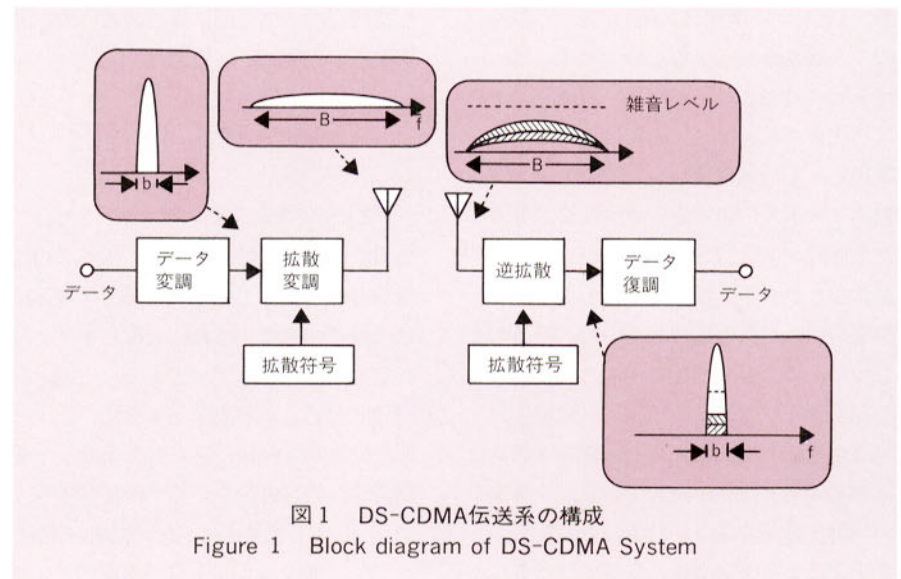 b
B
f
雑音レベル
B
データ
変調
拡散
変調
逆拡散
データ
復調
データ
データ
拡散符号
拡散符号
b
f
図1 DS-CDMA伝送系の構成
Figure 1 Block diagram of DS-CDMA System